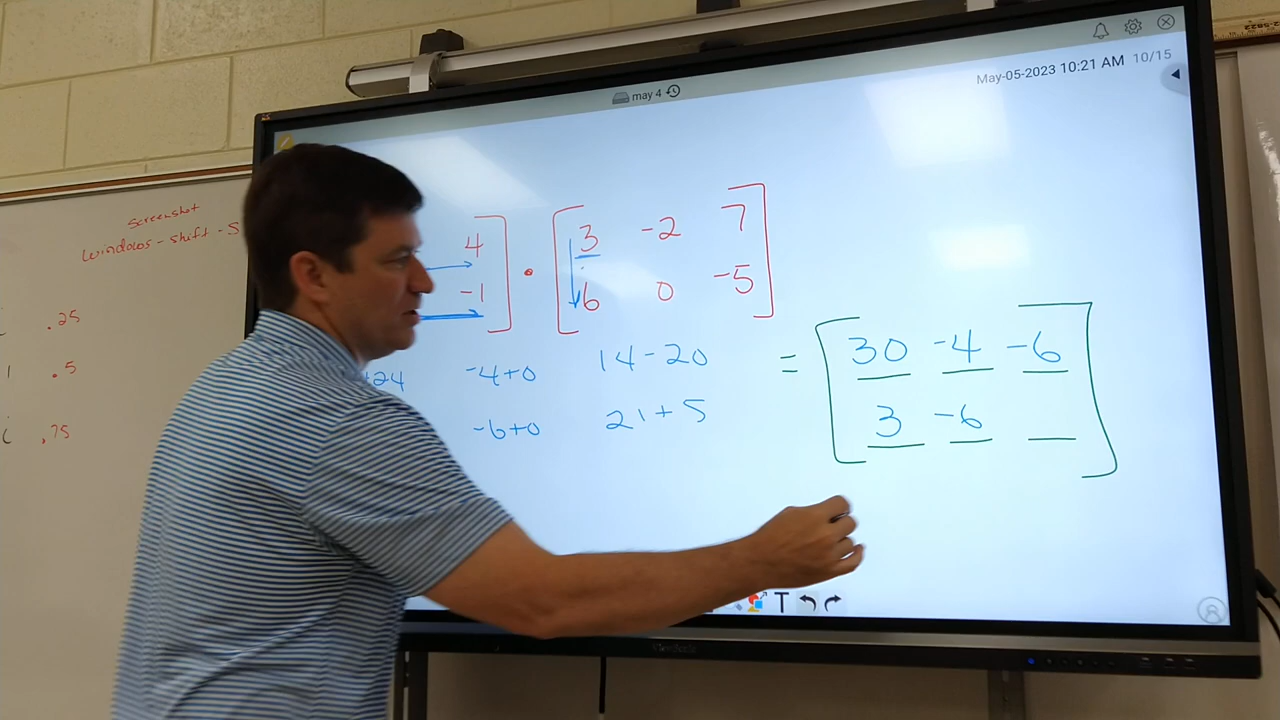 May-05-2023 10:21 AM 10/15
may 4
screenshot
windows - shift - S
.25
.5
.75
4
-1
·
3 -2 7
6 0 -5
+24 -4+0 14-20
-6+0 21+5
=
30 -4 -6
3 -6
T
ViewSonic